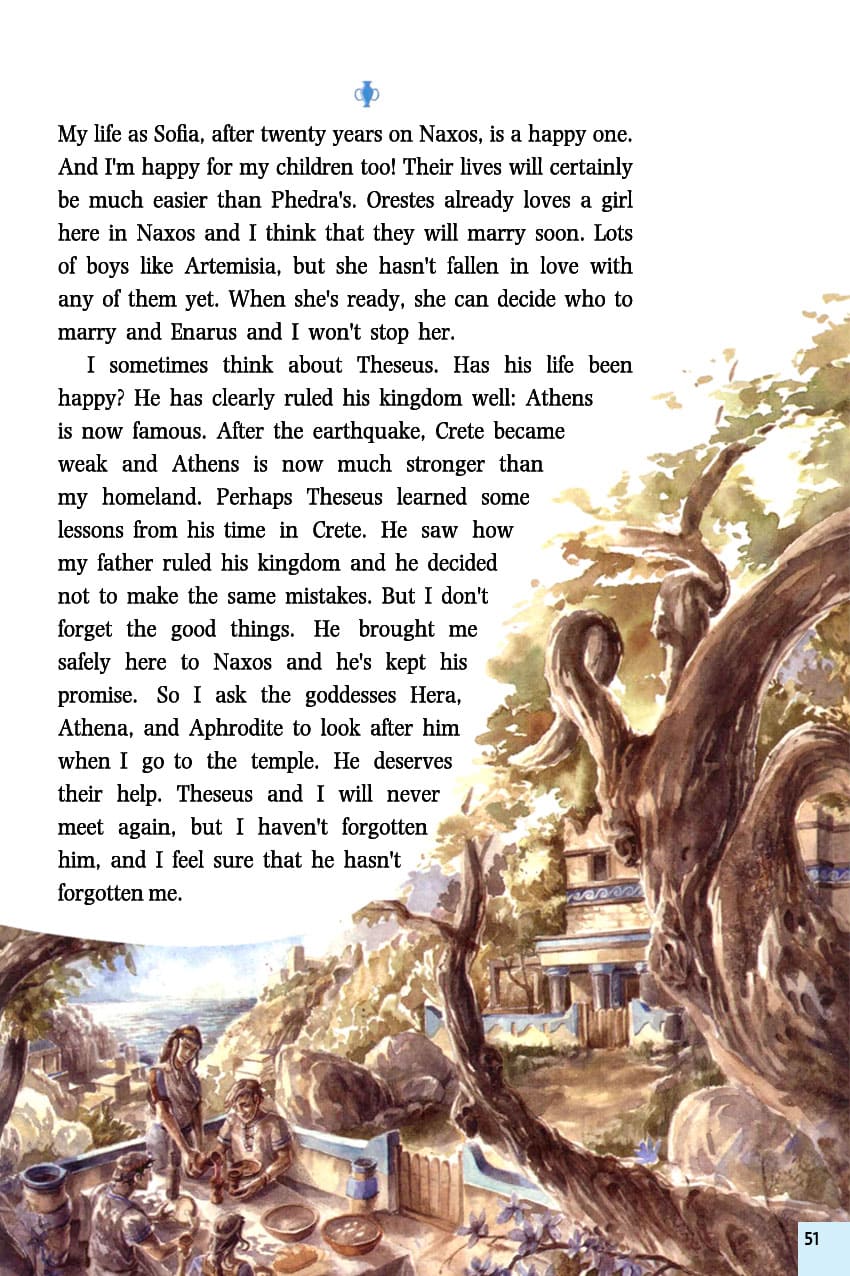 My life as Sofia, after twenty years on Naxos, is a happy one.
And I'm happy for my children too! Their lives will certainly
be much easier than Phedra's. Orestes already loves a girl
here in Naxos and I think that they will marry soon. Lots
of boys like Artemisia, but she hasn't fallen in love with
any of them yet. When she's ready, she can decide who to
marry and Enarus and I won't stop her.
I sometimes think about Theseus. Has his life been
happy? He has clearly ruled his kingdom well: Athens
is now famous. After the earthquake, Crete became
weak and Athens is now much stronger than
my homeland. Perhaps Theseus learned some
lessons from his time in Crete. He saw how
my father ruled his kingdom and he decided
not to make the same mistakes. But I don't
forget the good things. He brought me
safely here to Naxos and he's kept his
promise. So I ask the goddesses Hera,
Athena, and Aphrodite to look after him
when I go to the temple. He deserves
their help. Theseus and I will never
meet again, but I haven't forgotten
him, and I feel sure that he hasn't
forgotten me.
51